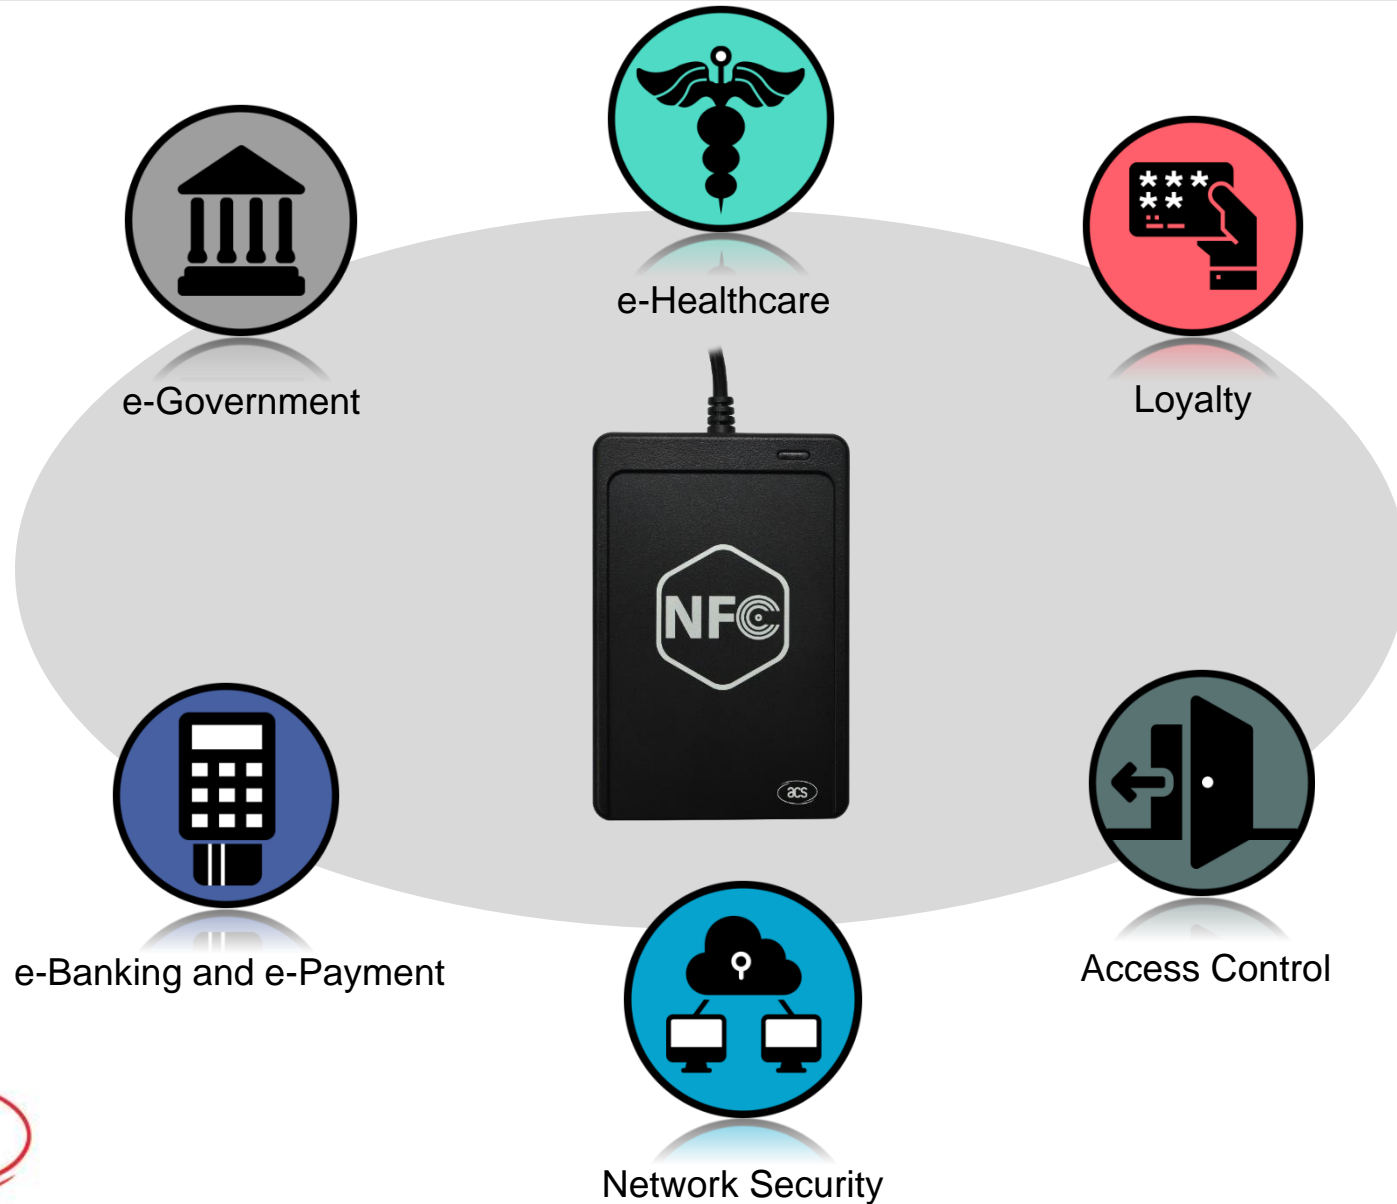 e-Healthcare
e-Government
Loyalty
NFC
acs
e-Banking and e-Payment
Access Control
Network Security